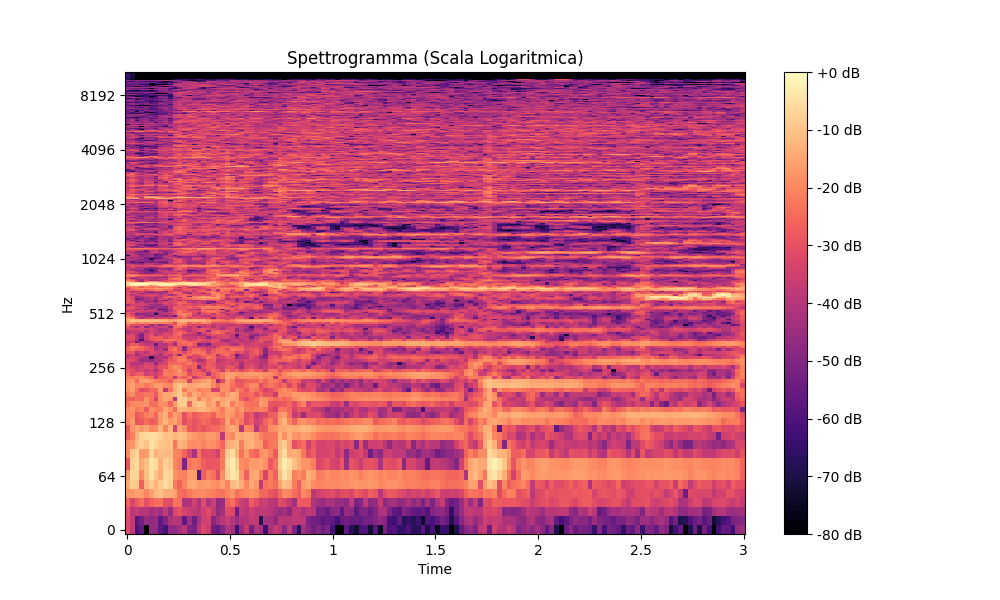 Spettrogramma (Scala Logaritmica)
Hz
8192
4096
2048
1024
512
256
128
64
0
0
0.5
1
1.5
2
2.5
3
Time
+0 dB
-10 dB
-20 dB
-30 dB
-40 dB
-50 dB
-60 dB
-70 dB
-80 dB